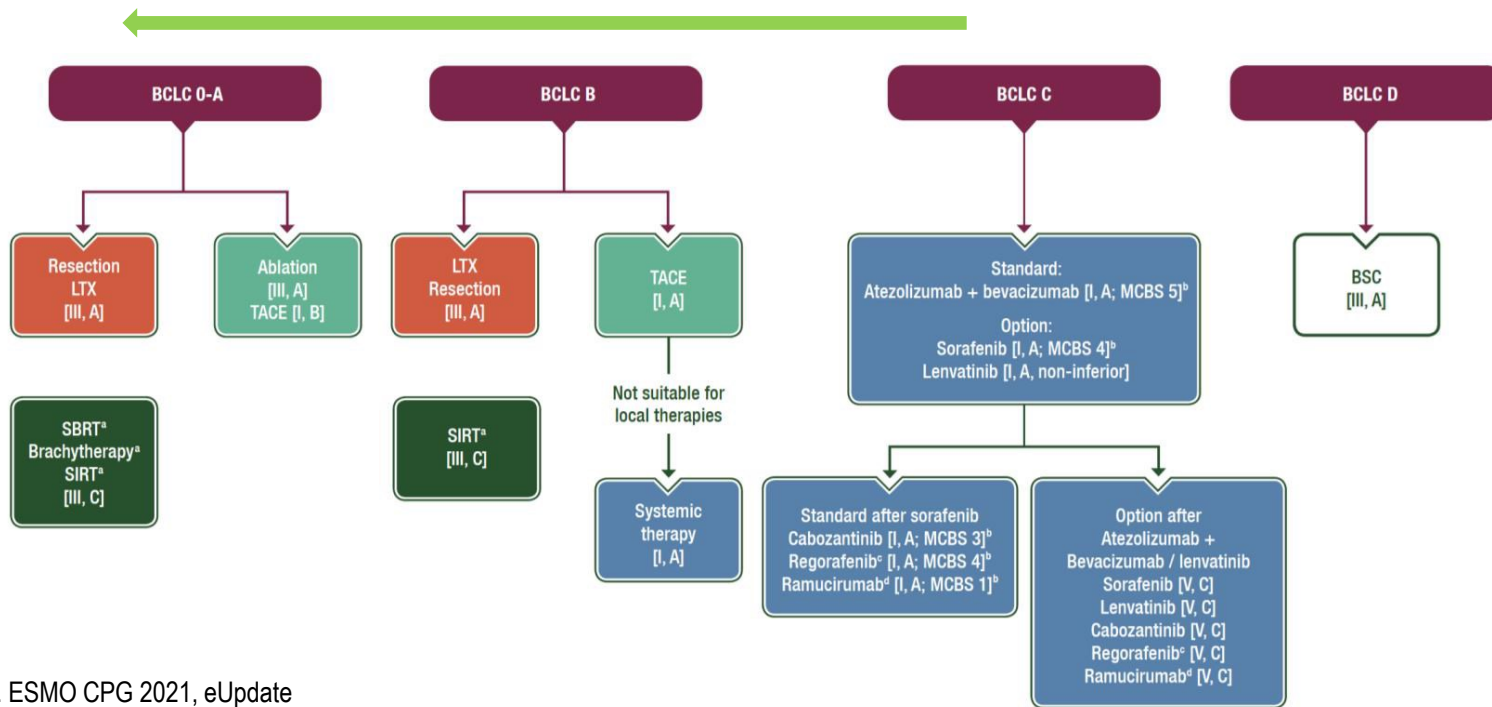 BCLC 0-A
BCLC B
BCLC C
BCLC D
Resection
LTX
[III, A]
Ablation
[III, A]
TACE [I, B]
LTX
Resection
[III, A]
TACE
[I, A]
Standard:
Atezolizumab + bevacizumab [I, A; MCBS 5]ᵇ
Option:
Sorafenib [I, A; MCBS 4]ᵇ
Lenvatinib [I, A, non-inferior]
BSC
[III, A]
SBRTᵃ
Brachytherapyᵃ
SIRTᵃ
[III, C]
SIRTᵃ
[III, C]
Not suitable for
local therapies
Systemic
therapy
[I, A]
Standard after sorafenib
Cabozantinib [I, A; MCBS 3]ᵇ
Regorafenibᶜ [I, A; MCBS 4]ᵇ
Ramucirumabᵈ [I, A; MCBS 1]ᵇ
Option after
Atezolizumab +
Bevacizumab / lenvatinib
Sorafenib [V, C]
Lenvatinib [V, C]
Cabozantinib [V, C]
Regorafenibᶜ [V, C]
Ramucirumabᵈ [V, C]
. ESMO CPG 2021, eUpdate